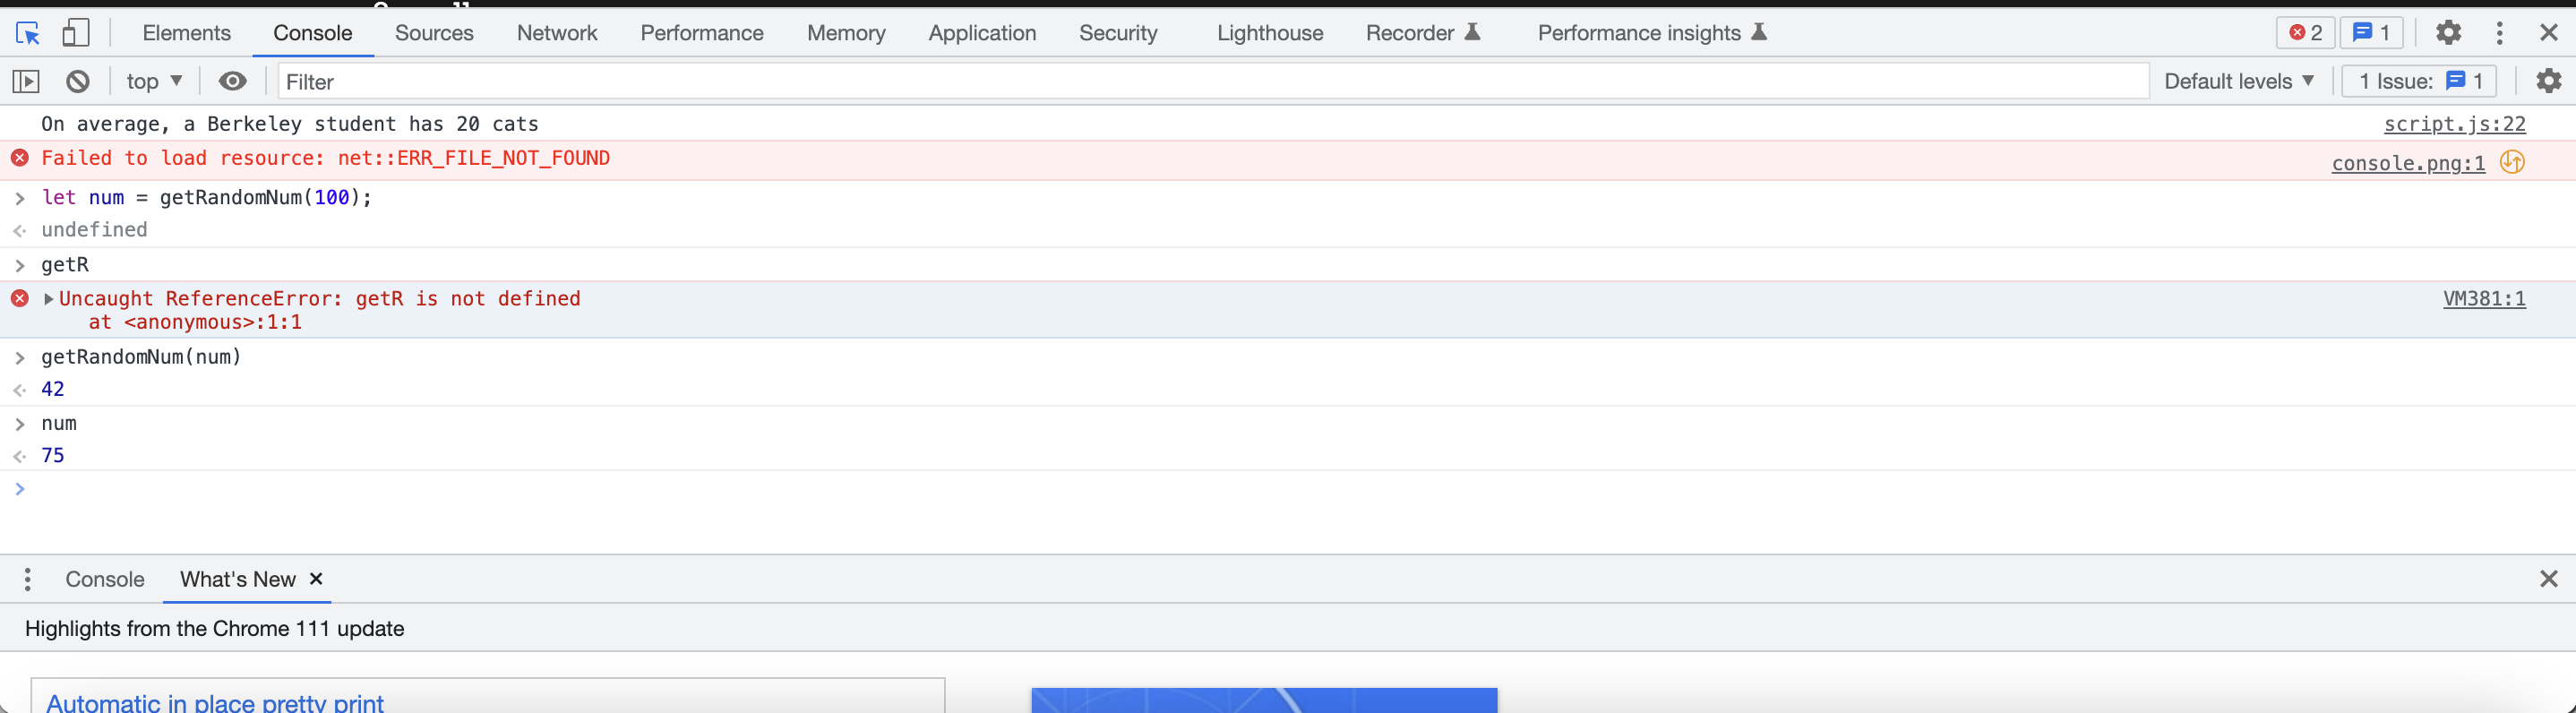 Elements Console Sources Network Performance Memory Application Security Lighthouse Recorder Performance insights 2 1
top Filter Default levels 1 Issue: 1
On average, a Berkeley student has 20 cats script.js:22
Failed to load resource: net::ERR_FILE_NOT_FOUND console.png:1
let num = getRandomNum(100);
undefined
getR
Uncaught ReferenceError: getR is not defined VM381:1
at <anonymous>:1:1
getRandomNum(num)
42
num
75
Console What's New
Highlights from the Chrome 111 update
Automatic in place pretty print